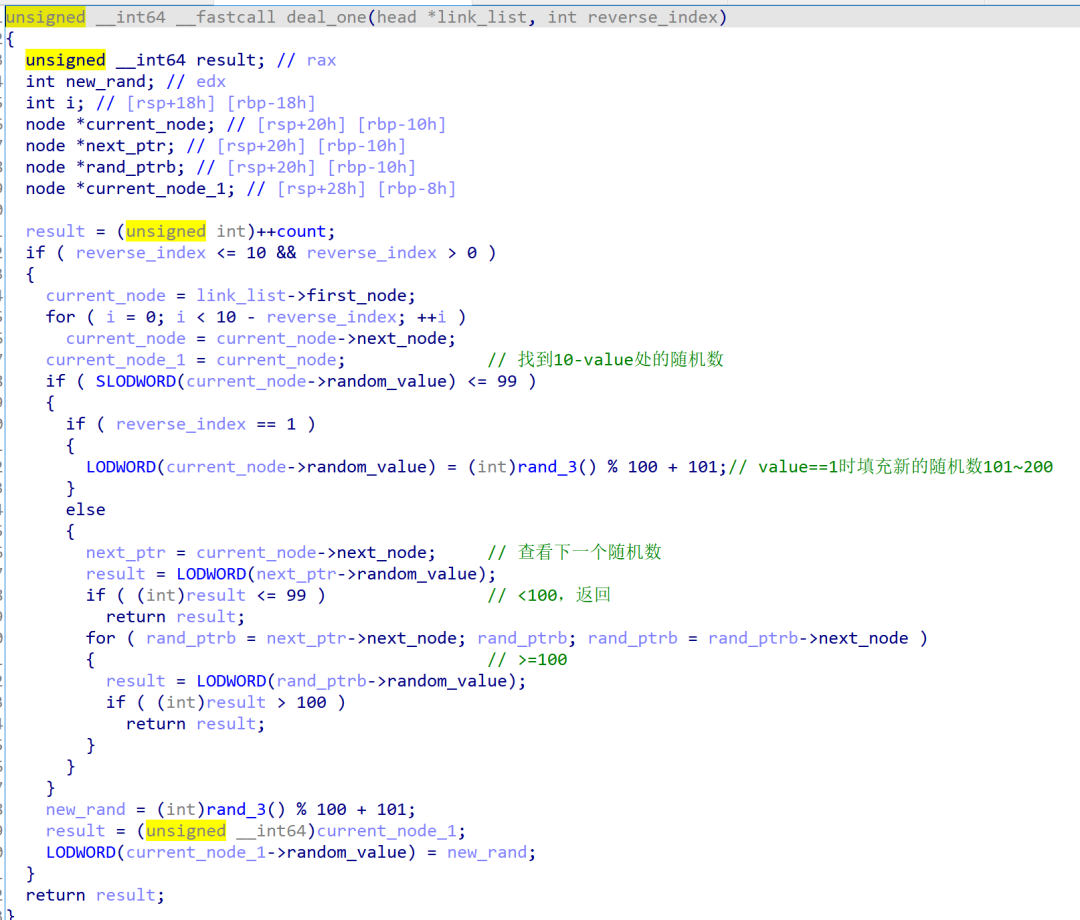 unsigned __int64 __fastcall deal_one(head *link_list, int reverse_index)
{
  unsigned __int64 result; // rax
  int new_rand; // edx
  int i; // [rsp+18h] [rbp-18h]
  node *current_node; // [rsp+20h] [rbp-10h]
  node *next_ptr; // [rsp+20h] [rbp-10h]
  node *rand_ptrb; // [rsp+20h] [rbp-10h]
  node *current_node_1; // [rsp+28h] [rbp-8h]
  result = (unsigned int)++count;
  if ( reverse_index <= 10 && reverse_index > 0 )
  {
    current_node = link_list->first_node;
    for ( i = 0; i < 10 - reverse_index; ++i )
      current_node = current_node->next_node;
    current_node_1 = current_node;              // 找到10-value处的随机数
    if ( SLODWORD(current_node->random_value) <= 99 )
    {
      if ( reverse_index == 1 )
      {
        LODWORD(current_node->random_value) = (int)rand_3() % 100 + 101;// value==1时填充新的随机数101~200
      }
      else
      {
        next_ptr = current_node->next_node;     // 查看下一个随机数
        result = LODWORD(next_ptr->random_value);
        if ( (int)result <= 99 )                // <100，返回
          return result;
        for ( rand_ptrb = next_ptr->next_node; rand_ptrb; rand_ptrb = rand_ptrb->next_node )
        {                                       // >=100
          result = LODWORD(rand_ptrb->random_value);
          if ( (int)result > 100 )
            return result;
        }
      }
    }
    new_rand = (int)rand_3() % 100 + 101;
    result = (unsigned __int64)current_node_1;
    LODWORD(current_node_1->random_value) = new_rand;
  }
  return result;
}